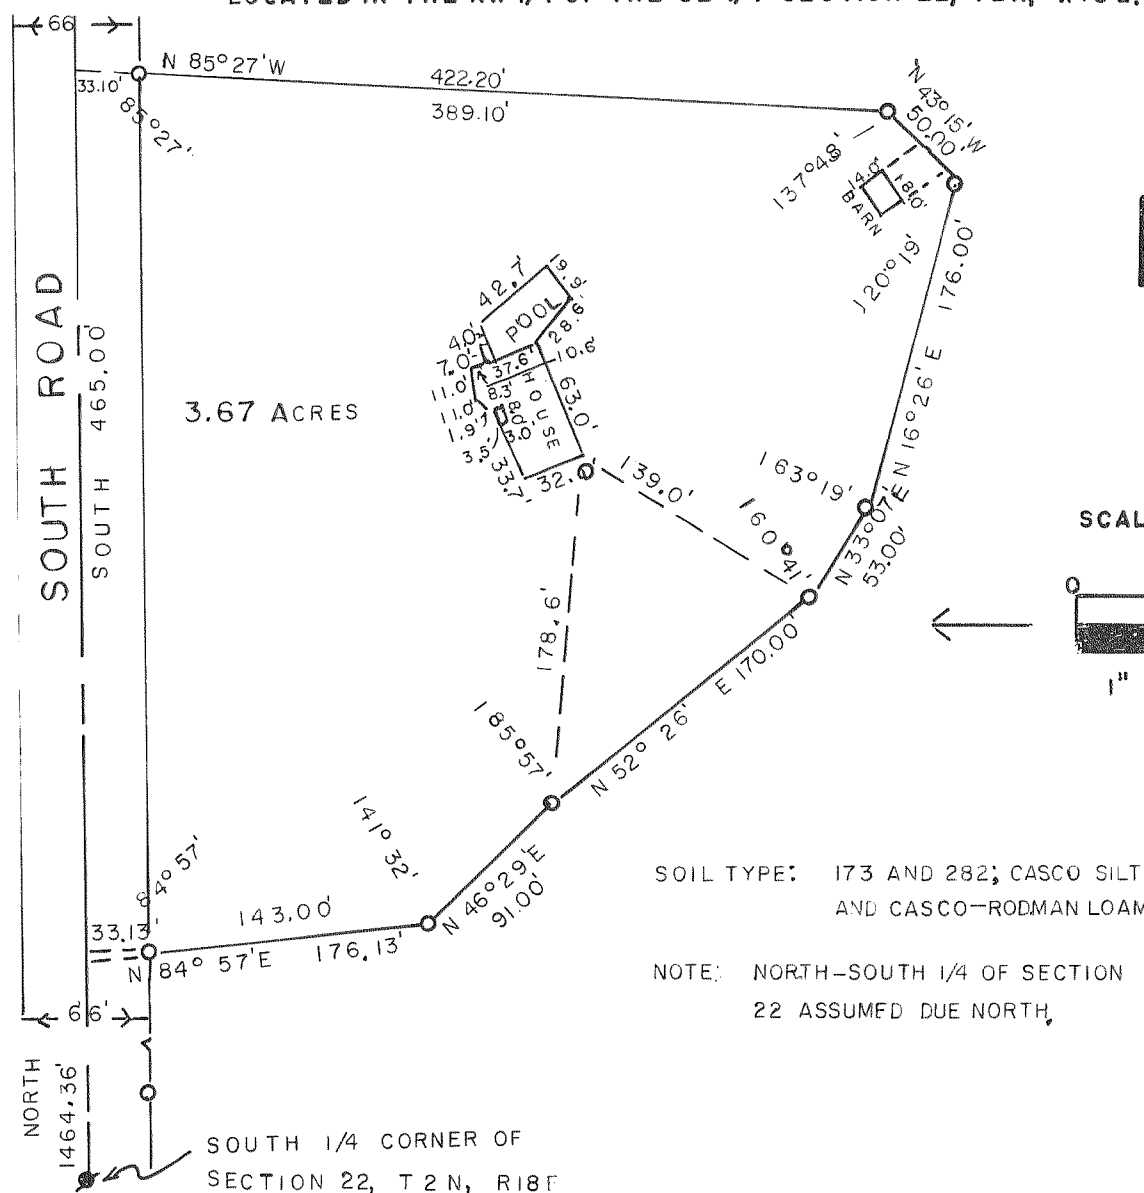 66
33.10'
N 85°27'W
422.20'
389.10'
85°27'
N 43°15' W
50.00'
137°48'
14.0'
18.0'
BARN
120°19'
176.00'
N 16°26' E
SOUTH ROAD
SOUTH 465.00'
3.67 ACRES
42.7'
19.9'
POOL
28.6'
4.0'
7.0'
37.6'
10.6'
11.0'
8.3'
HOUSE
63.0'
11.0'
8.0'
1.9'
3.0'
3.5'
33.7'
32.'
139.0'
163°19'
160°41'
N 33°07' E
53.00'
178.6'
SCAL
0
1"
N 52° 26' E 170.00'
185°57'
141° 32'
N 46°29'E
91.00'
84°57'
33.13'
143.00'
N 84° 57'E 176.13'
66'
SOIL TYPE: 173 AND 282; CASCO SILT
AND CASCO-RODMAN LOAM
NOTE: NORTH-SOUTH 1/4 OF SECTION
22 ASSUMED DUE NORTH.
NORTH
1464.36'
SOUTH 1/4 CORNER OF
SECTION 22, T 2 N, R18E